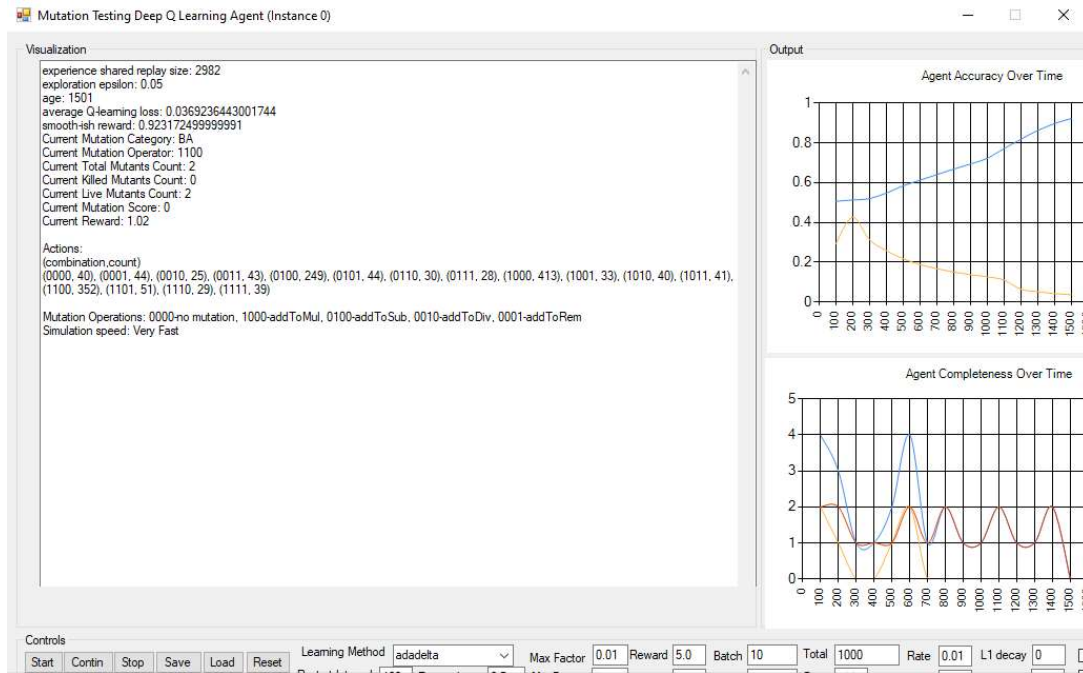 Mutation Testing Deep Q Learning Agent (Instance 0)
Visualization
experience shared replay size: 2982
exploration epsilon: 0.05
age: 1501
average Q-learning loss: 0.0369236443001744
smooth-ish reward: 0.923172499999991
Current Mutation Category: BA
Current Mutation Operator: 1100
Current Total Mutants Count: 2
Current Killed Mutants Count: 0
Current Live Mutants Count: 2
Current Mutation Score: 0
Current Reward: 1.02
Actions:
(combination,count)
(0000, 40), (0001, 44), (0010, 25), (0011, 43), (0100, 249), (0101, 44), (0110, 30), (0111, 28), (1000, 413), (1001, 33), (1010, 40), (1011, 41),
(1100, 352), (1101, 51), (1110, 29), (1111, 39)
Mutation Operations: 0000-no mutation, 1000-addToMul, 0100-addToSub, 0010-addToDiv, 0001-addToRem
Simulation speed: Very Fast
Output
Agent Accuracy Over Time
1
0.8
0.6
0.4
0.2
0
0 100 200 300 400 500 600 700 800 900 1000 1100 1200 1300 1400 1500
Agent Completeness Over Time
5
4
3
2
1
0
0 100 200 300 400 500 600 700 800 900 1000 1100 1200 1300 1400 1500
Controls
Start Contin Stop Save Load Reset Learning Method adadelta Max Factor 0.01 Reward 5.0 Batch 10 Total 1000 Rate 0.01 L1 decay 0